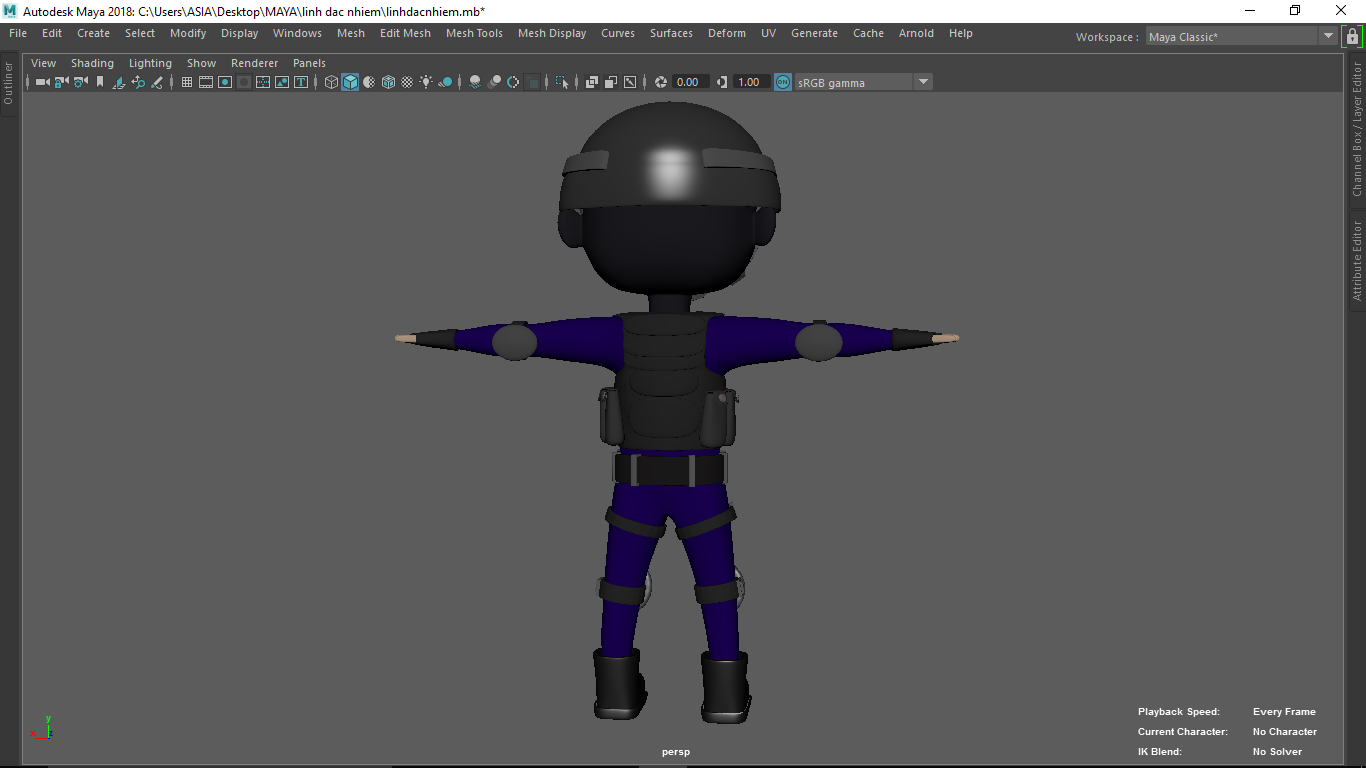 Autodesk Maya 2018: C:\Users\ASIA\Desktop\MAYA\linh dac nhiem\linhdacnhiem.mb*
File Edit Create Select Modify Display Windows Mesh Edit Mesh Mesh Tools Mesh Display Curves Surfaces Deform UV Generate Cache Arnold Help Workspace : Maya Classic*
View Shading Lighting Show Renderer Panels
0.00 1.00 ON sRGB gamma
Outliner
Channel Box / Layer Editor
Attribute Editor
y
x
z
Playback Speed: Every Frame
Current Character: No Character
IK Blend: No Solver
persp